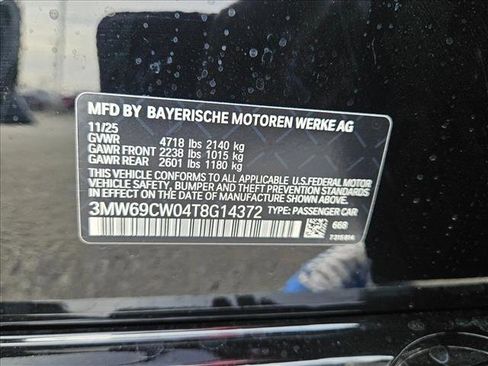 MFD BY BAYERISCHE MOTOREN WERKE AG
11/25
GVWR 4718 lbs 2140 kg
GAWR FRONT 2238 lbs 1015 kg
GAWR REAR 2601 lbs 1180 kg
THIS VEHICLE CONFORMS TO ALL APPLICABLE U.S. FEDERAL MOTOR
VEHICLE SAFETY, BUMPER, AND THEFT PREVENTION STANDARDS
IN EFFECT ON THE DATE OF MANUFACTURE SHOWN ABOVE.
3MW69CW04T8G14372 TYPE: PASSENGER CAR
668
7315814